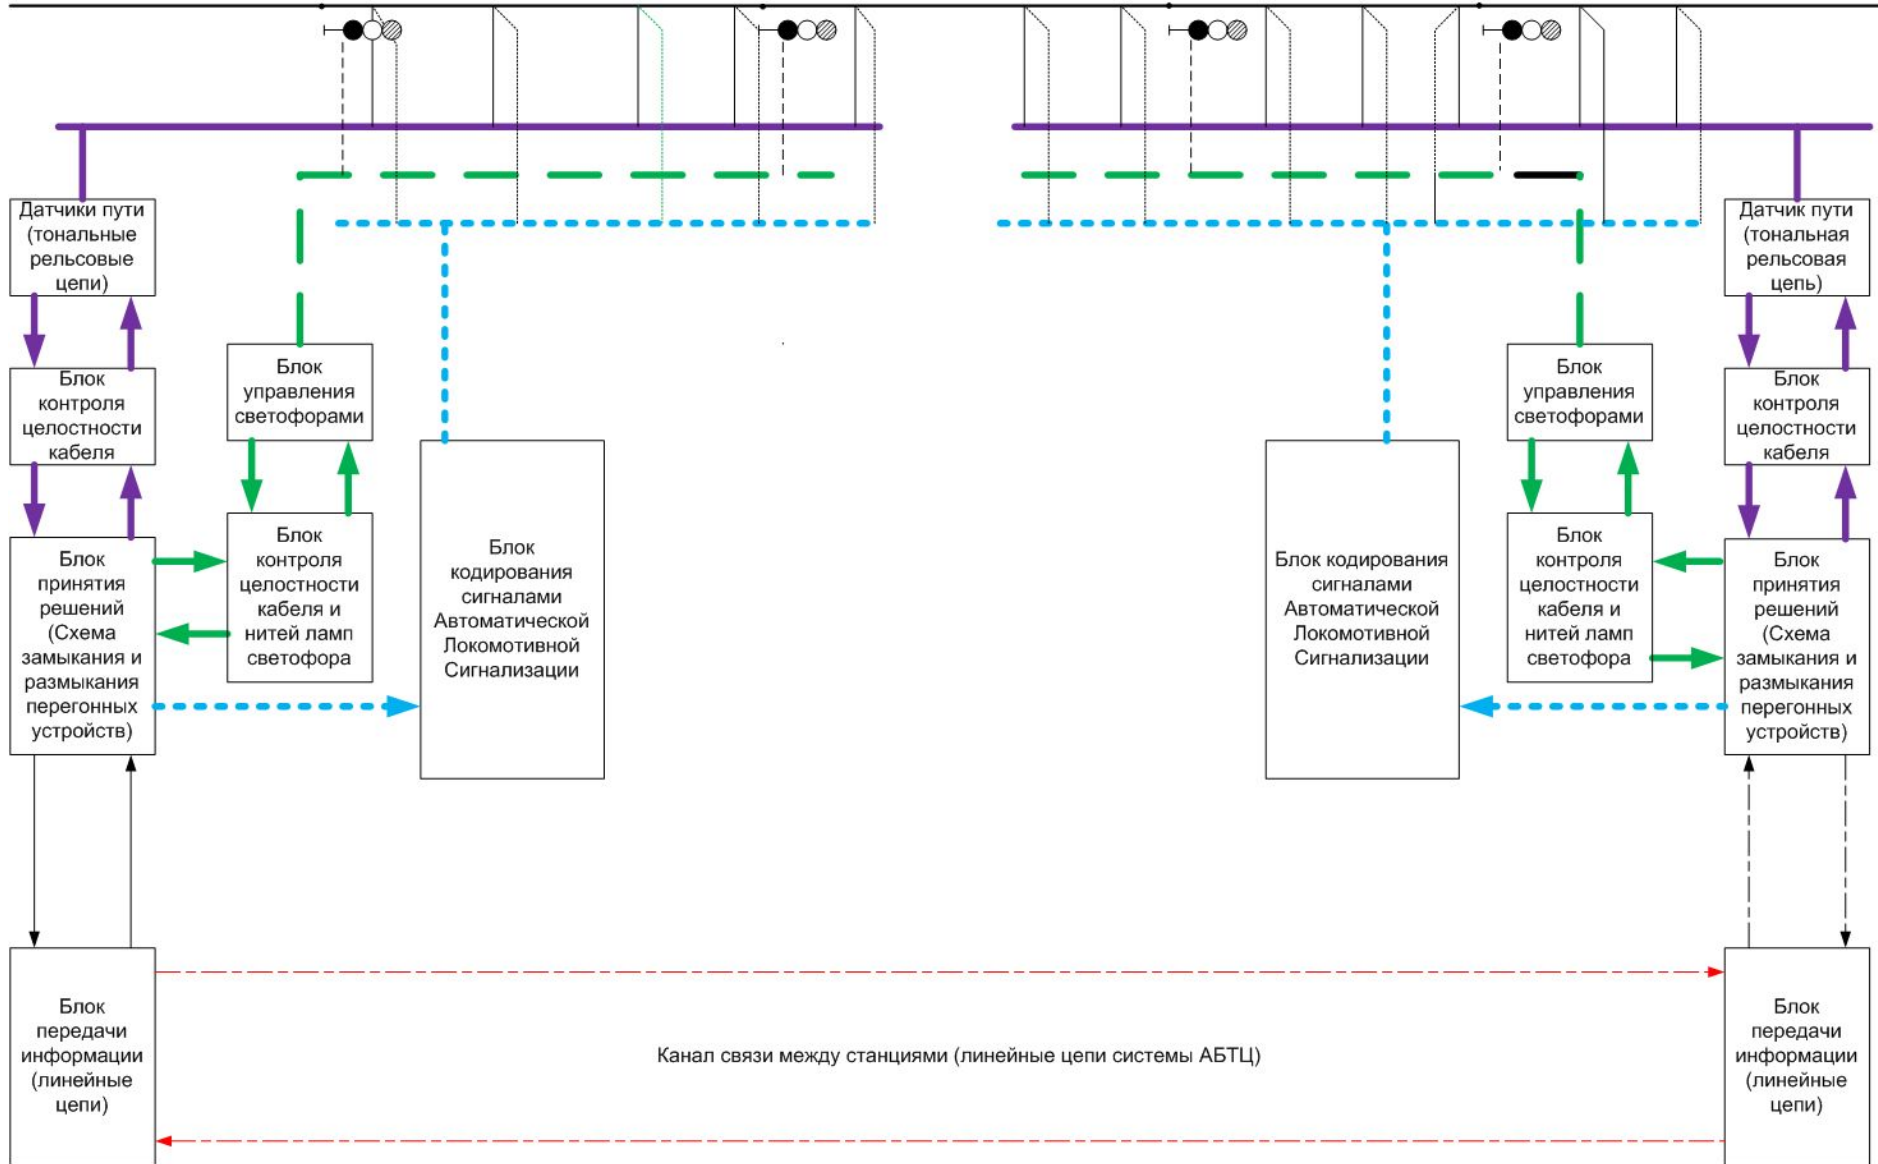 Датчики пути
(тональные
рельсовые
цепи)
Блок
контроля
целостности
кабеля
Блок
принятия
решений
(Схема
замыкания и
размыкания
перегонных
устройств)
Блок
передачи
информации
(линейные
цепи)
Блок
управления
светофорами
Блок
контроля
целостности
кабеля и
нитей ламп
светофора
Блок
кодирования
сигналами
Автоматической
Локомотивной
Сигнализации
Канал связи между станциями (линейные цепи системы АБТЦ)
Блок кодирования
сигналами
Автоматической
Локомотивной
Сигнализации
Блок
управления
светофорами
Блок
контроля
целостности
кабеля и
нитей ламп
светофора
Датчик пути
(тональная
рельсовая
цепь)
Блок
контроля
целостности
кабеля
Блок
принятия
решений
(Схема
замыкания и
размыкания
перегонных
устройств)
Блок
передачи
информации
(линейные
цепи)